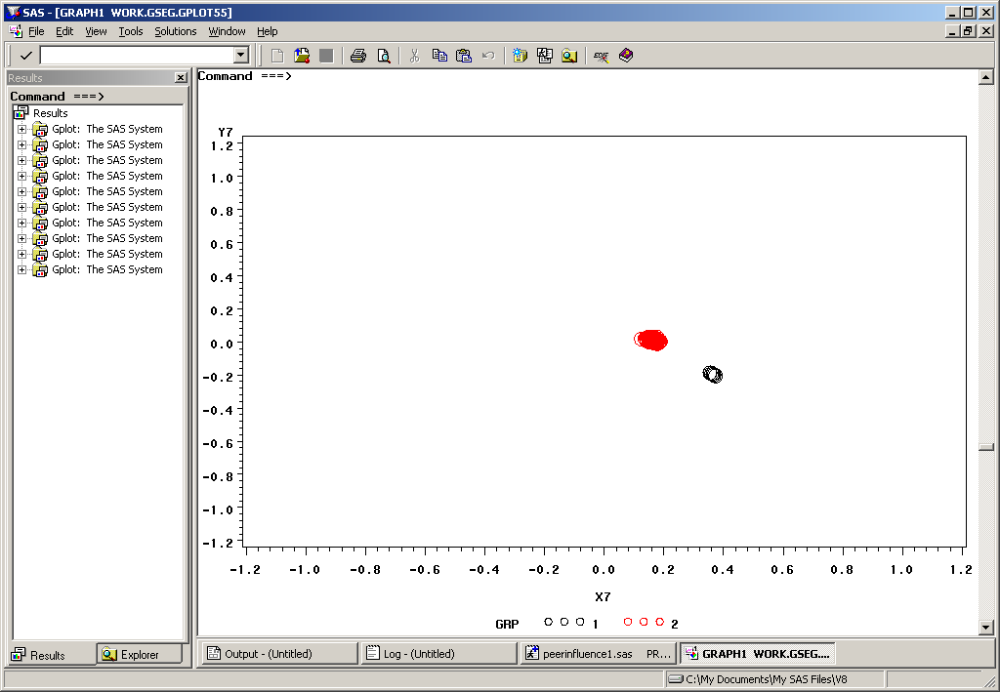 SAS - [GRAPH1 WORK.GSEG.GPLOT55]
File Edit View Tools Solutions Window Help
Results
Command ===>
Results
Gplot: The SAS System
Gplot: The SAS System
Gplot: The SAS System
Gplot: The SAS System
Gplot: The SAS System
Gplot: The SAS System
Gplot: The SAS System
Gplot: The SAS System
Gplot: The SAS System
Gplot: The SAS System
Command ===>
Y7
1.2
1.0
0.8
0.6
0.4
0.2
0.0
-0.2
-0.4
-0.6
-0.8
-1.0
-1.2
-1.2 -1.0 -0.8 -0.6 -0.4 -0.2 0.0 0.2 0.4 0.6 0.8 1.0 1.2
X7
GRP 1 2
Results Explorer
Output - (Untitled) Log - (Untitled) peerinfluence1.sas PR... GRAPH1 WORK.GSEG....
C:\My Documents\My SAS Files\V8